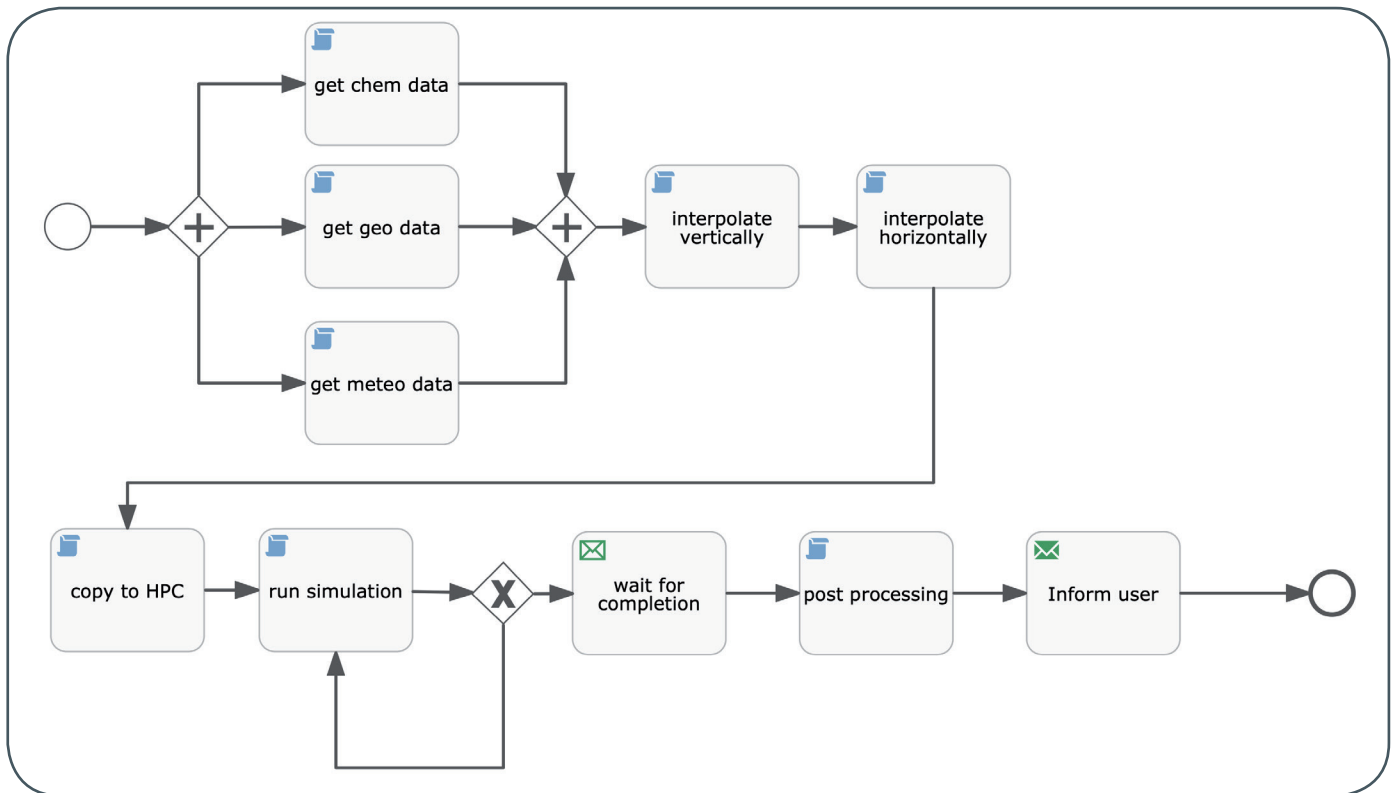 get chem data
get geo data
get meteo data
interpolate
vertically
interpolate
horizontally
copy to HPC
run simulation
X
wait for
completion
post processing
Inform user